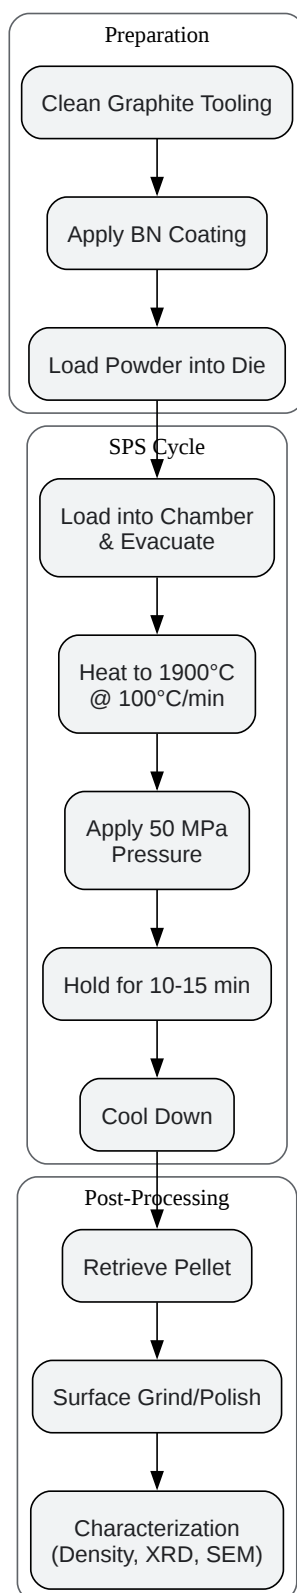 Preparation
Clean Graphite Tooling
Apply BN Coating
Load Powder into Die
SPS Cycle
Load into Chamber
& Evacuate
Heat to 1900°C
@ 100°C/min
Apply 50 MPa
Pressure
Hold for 10-15 min
Cool Down
Post-Processing
Retrieve Pellet
Surface Grind/Polish
Characterization
(Density, XRD, SEM)